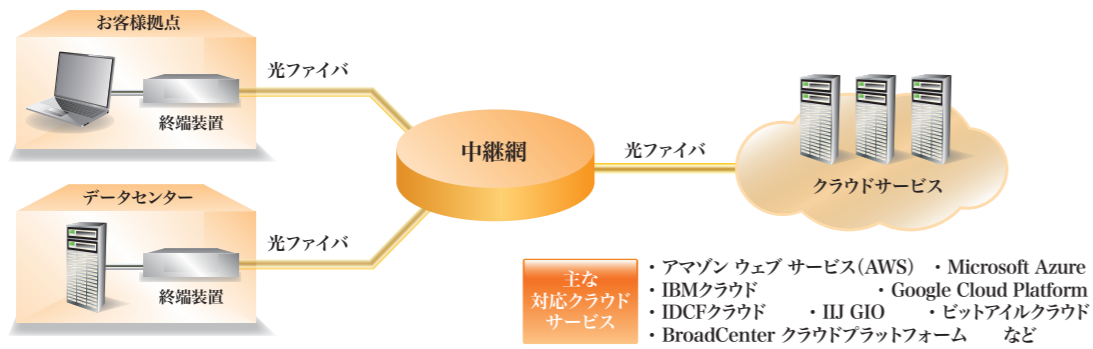 お客様拠点
光ファイバ
終端装置
データセンター
光ファイバ
終端装置
中継網
光ファイバ
クラウドサービス
主な
対応クラウド
サービス
・アマゾン ウェブ サービス(AWS) ・Microsoft Azure
・IBMクラウド ・Google Cloud Platform
・IDCFクラウド ・IIJ GIO ・ビットアイルクラウド
・BroadCenter クラウドプラットフォーム など